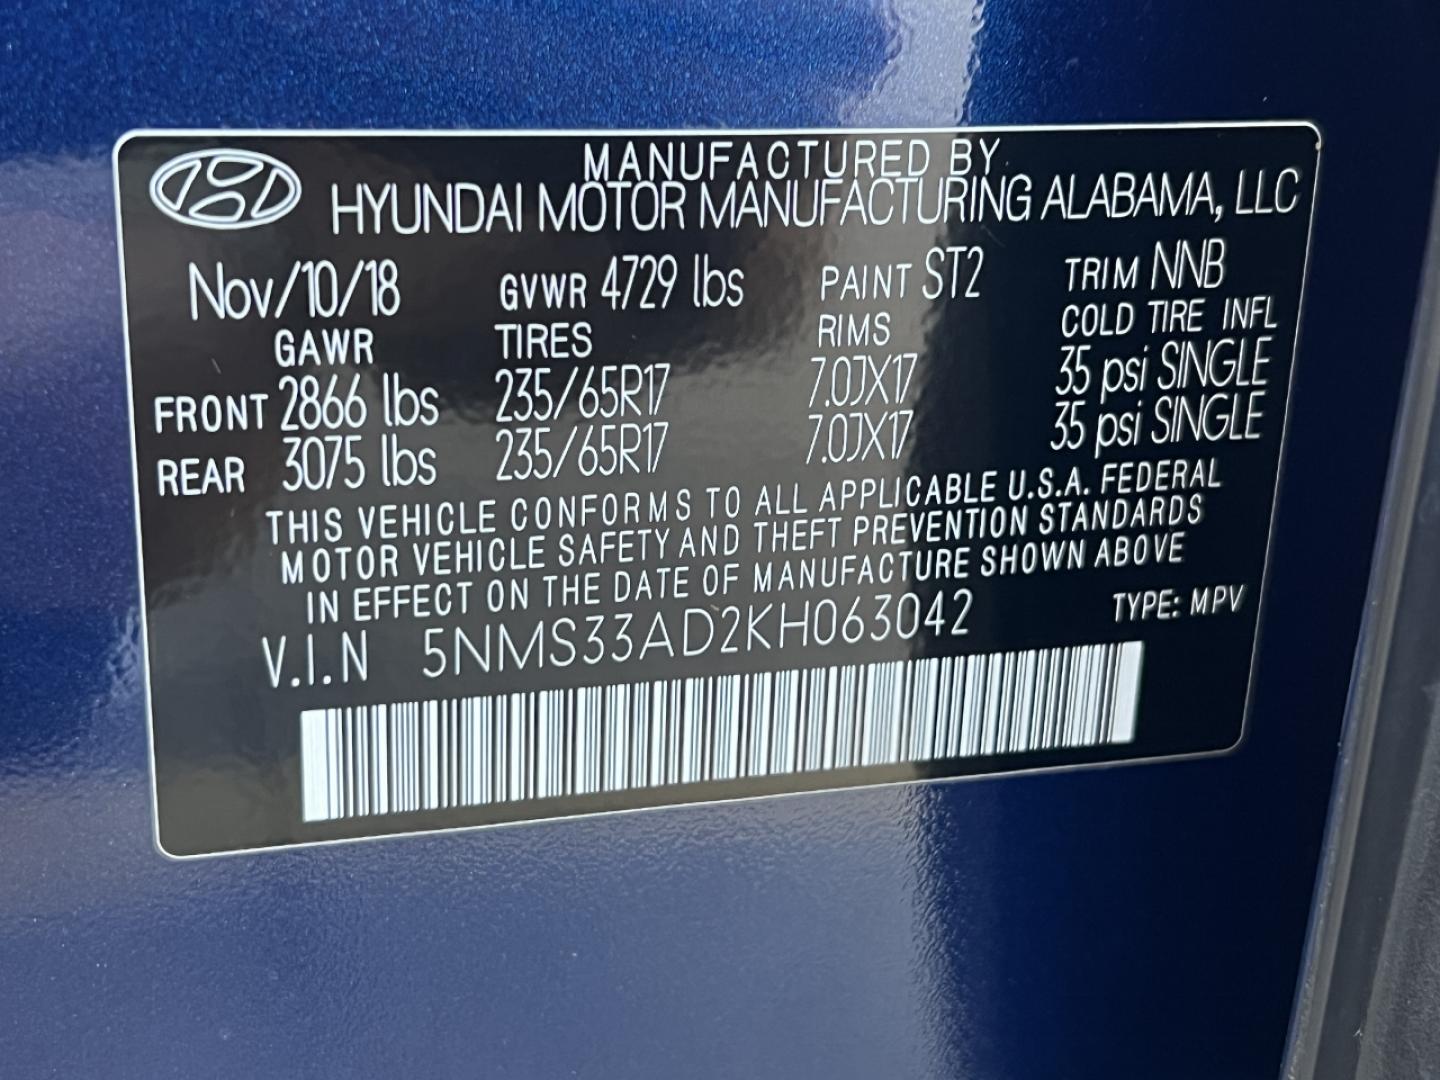 MANUFACTURED BY
HYUNDAI MOTOR MANUFACTURING ALABAMA, LLC
Nov/10/18 GVWR 4729 lbs PAINT ST2 TRIM NNB
GAWR TIRES RIMS COLD TIRE INFL
FRONT 2866 lbs 235/65R17 7.0JX17 35 psi SINGLE
REAR 3075 lbs 235/65R17 7.0JX17 35 psi SINGLE
THIS VEHICLE CONFORMS TO ALL APPLICABLE U.S.A. FEDERAL
MOTOR VEHICLE SAFETY AND THEFT PREVENTION STANDARDS
IN EFFECT ON THE DATE OF MANUFACTURE SHOWN ABOVE
V.I.N 5NMS33AD2KH063042 TYPE: MPV